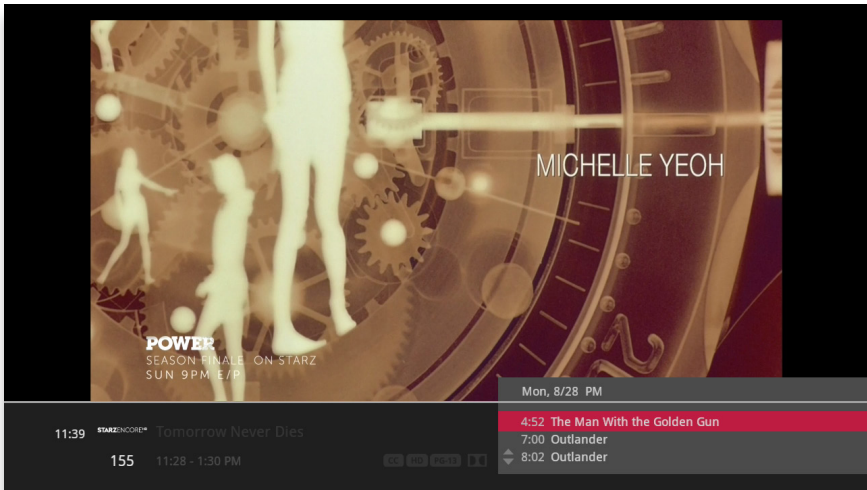 MICHELLE YEOH
POWER
SEASON FINALE ON STARZ
SUN 9PM E/P
Mon, 8/28 PM
4:52 The Man With the Golden Gun
7:00 Outlander
8:02 Outlander
11:39 STARZENCORE HD Tomorrow Never Dies
155 11:28 - 1:30 PM CC HD PG-13